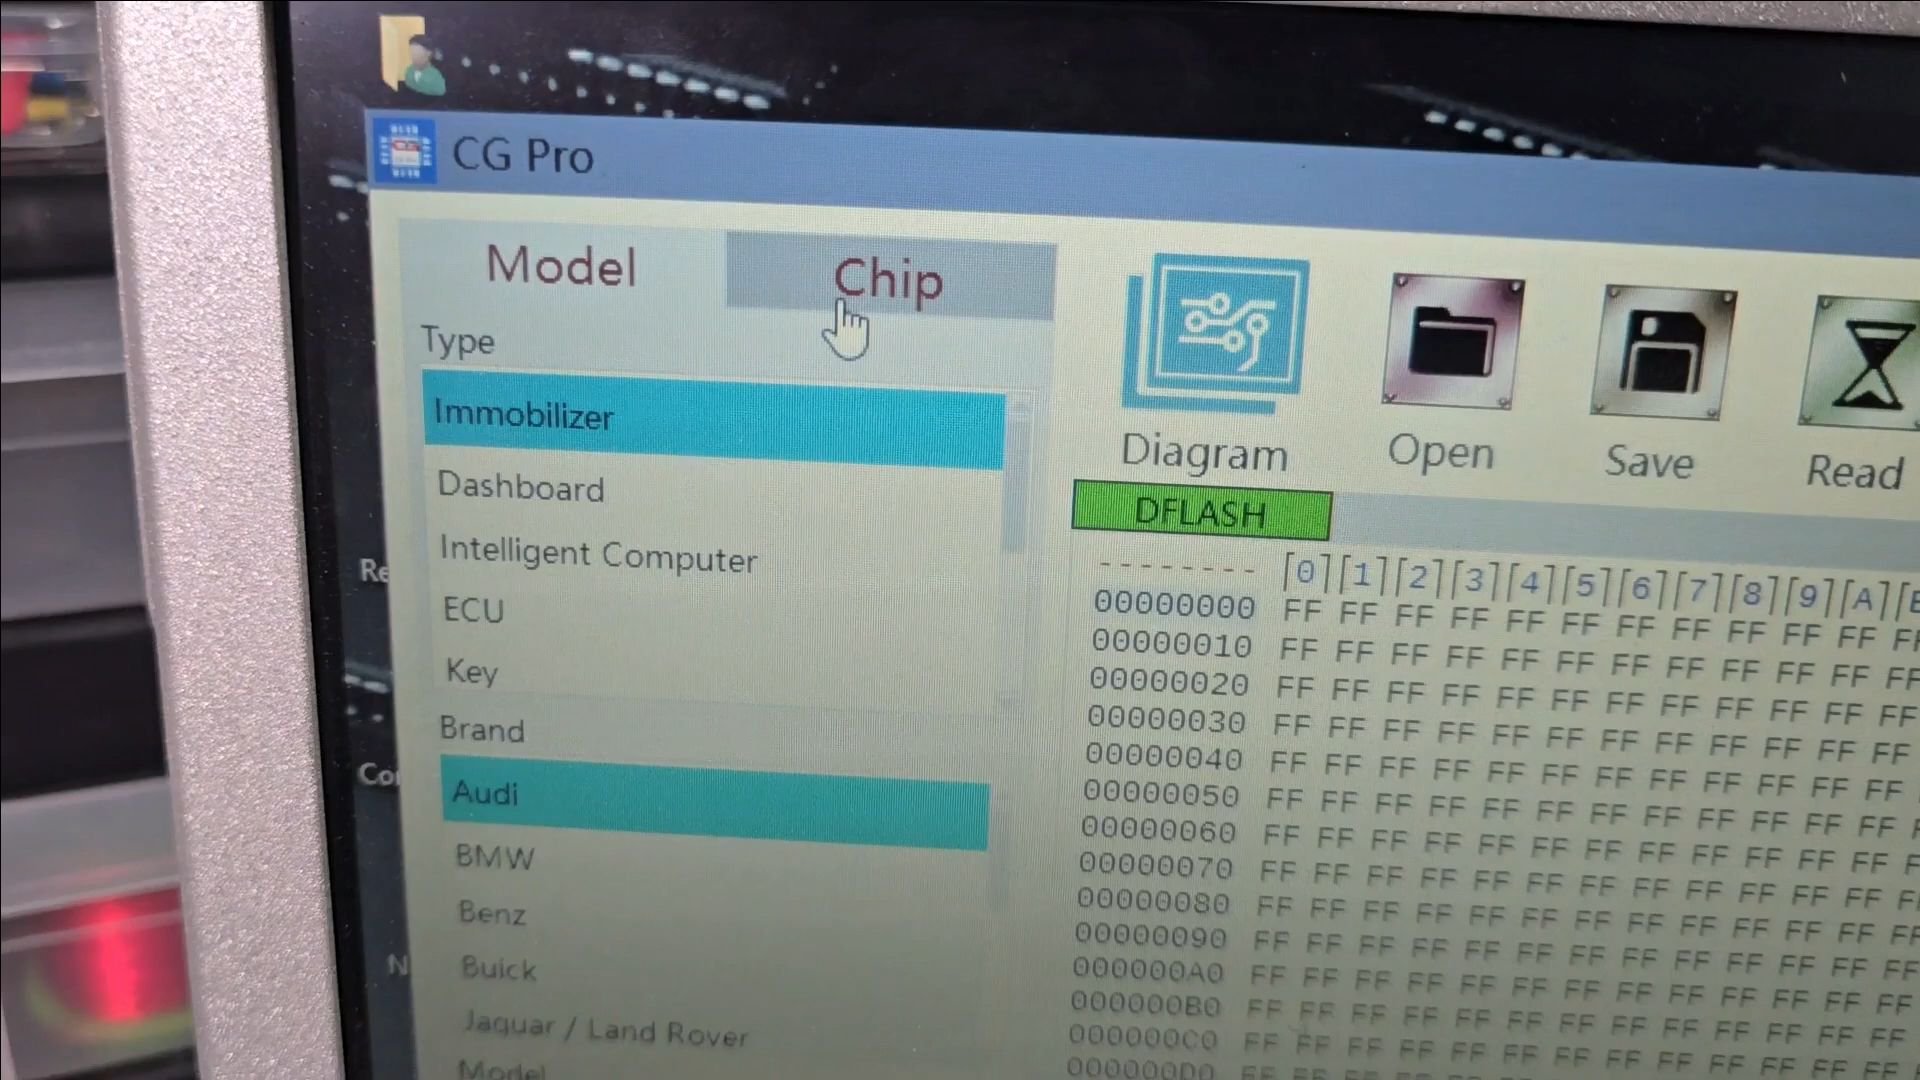 CG Pro
Model
Chip
Type
Immobilizer
Dashboard
Intelligent Computer
ECU
Key
Brand
Audi
BMW
Benz
Buick
Jaguar / Land Rover
Model
Diagram
Open
Save
Read
DFLASH
-------- [0][1][2][3][4][5][6][7][8][9][A]
00000000 FF FF FF FF FF FF FF FF FF FF FF
00000010 FF FF FF FF FF FF FF FF FF FF FF
00000020 FF FF FF FF FF FF FF FF FF FF FF
00000030 FF FF FF FF FF FF FF FF FF FF FF
00000040 FF FF FF FF FF FF FF FF FF FF FF
00000050 FF FF FF FF FF FF FF FF FF FF FF
00000060 FF FF FF FF FF FF FF FF FF FF FF
00000070 FF FF FF FF FF FF FF FF FF FF FF
00000080 FF FF FF FF FF FF FF FF FF FF FF
00000090 FF FF FF FF FF FF FF FF FF FF FF FF
000000A0 FF FF FF FF FF FF FF FF FF FF FF FF
000000B0 FF FF FF FF FF FF FF FF FF FF FF FF
000000C0 FF FF FF FF FF FF FF FF FF FF FF FF
000000D0